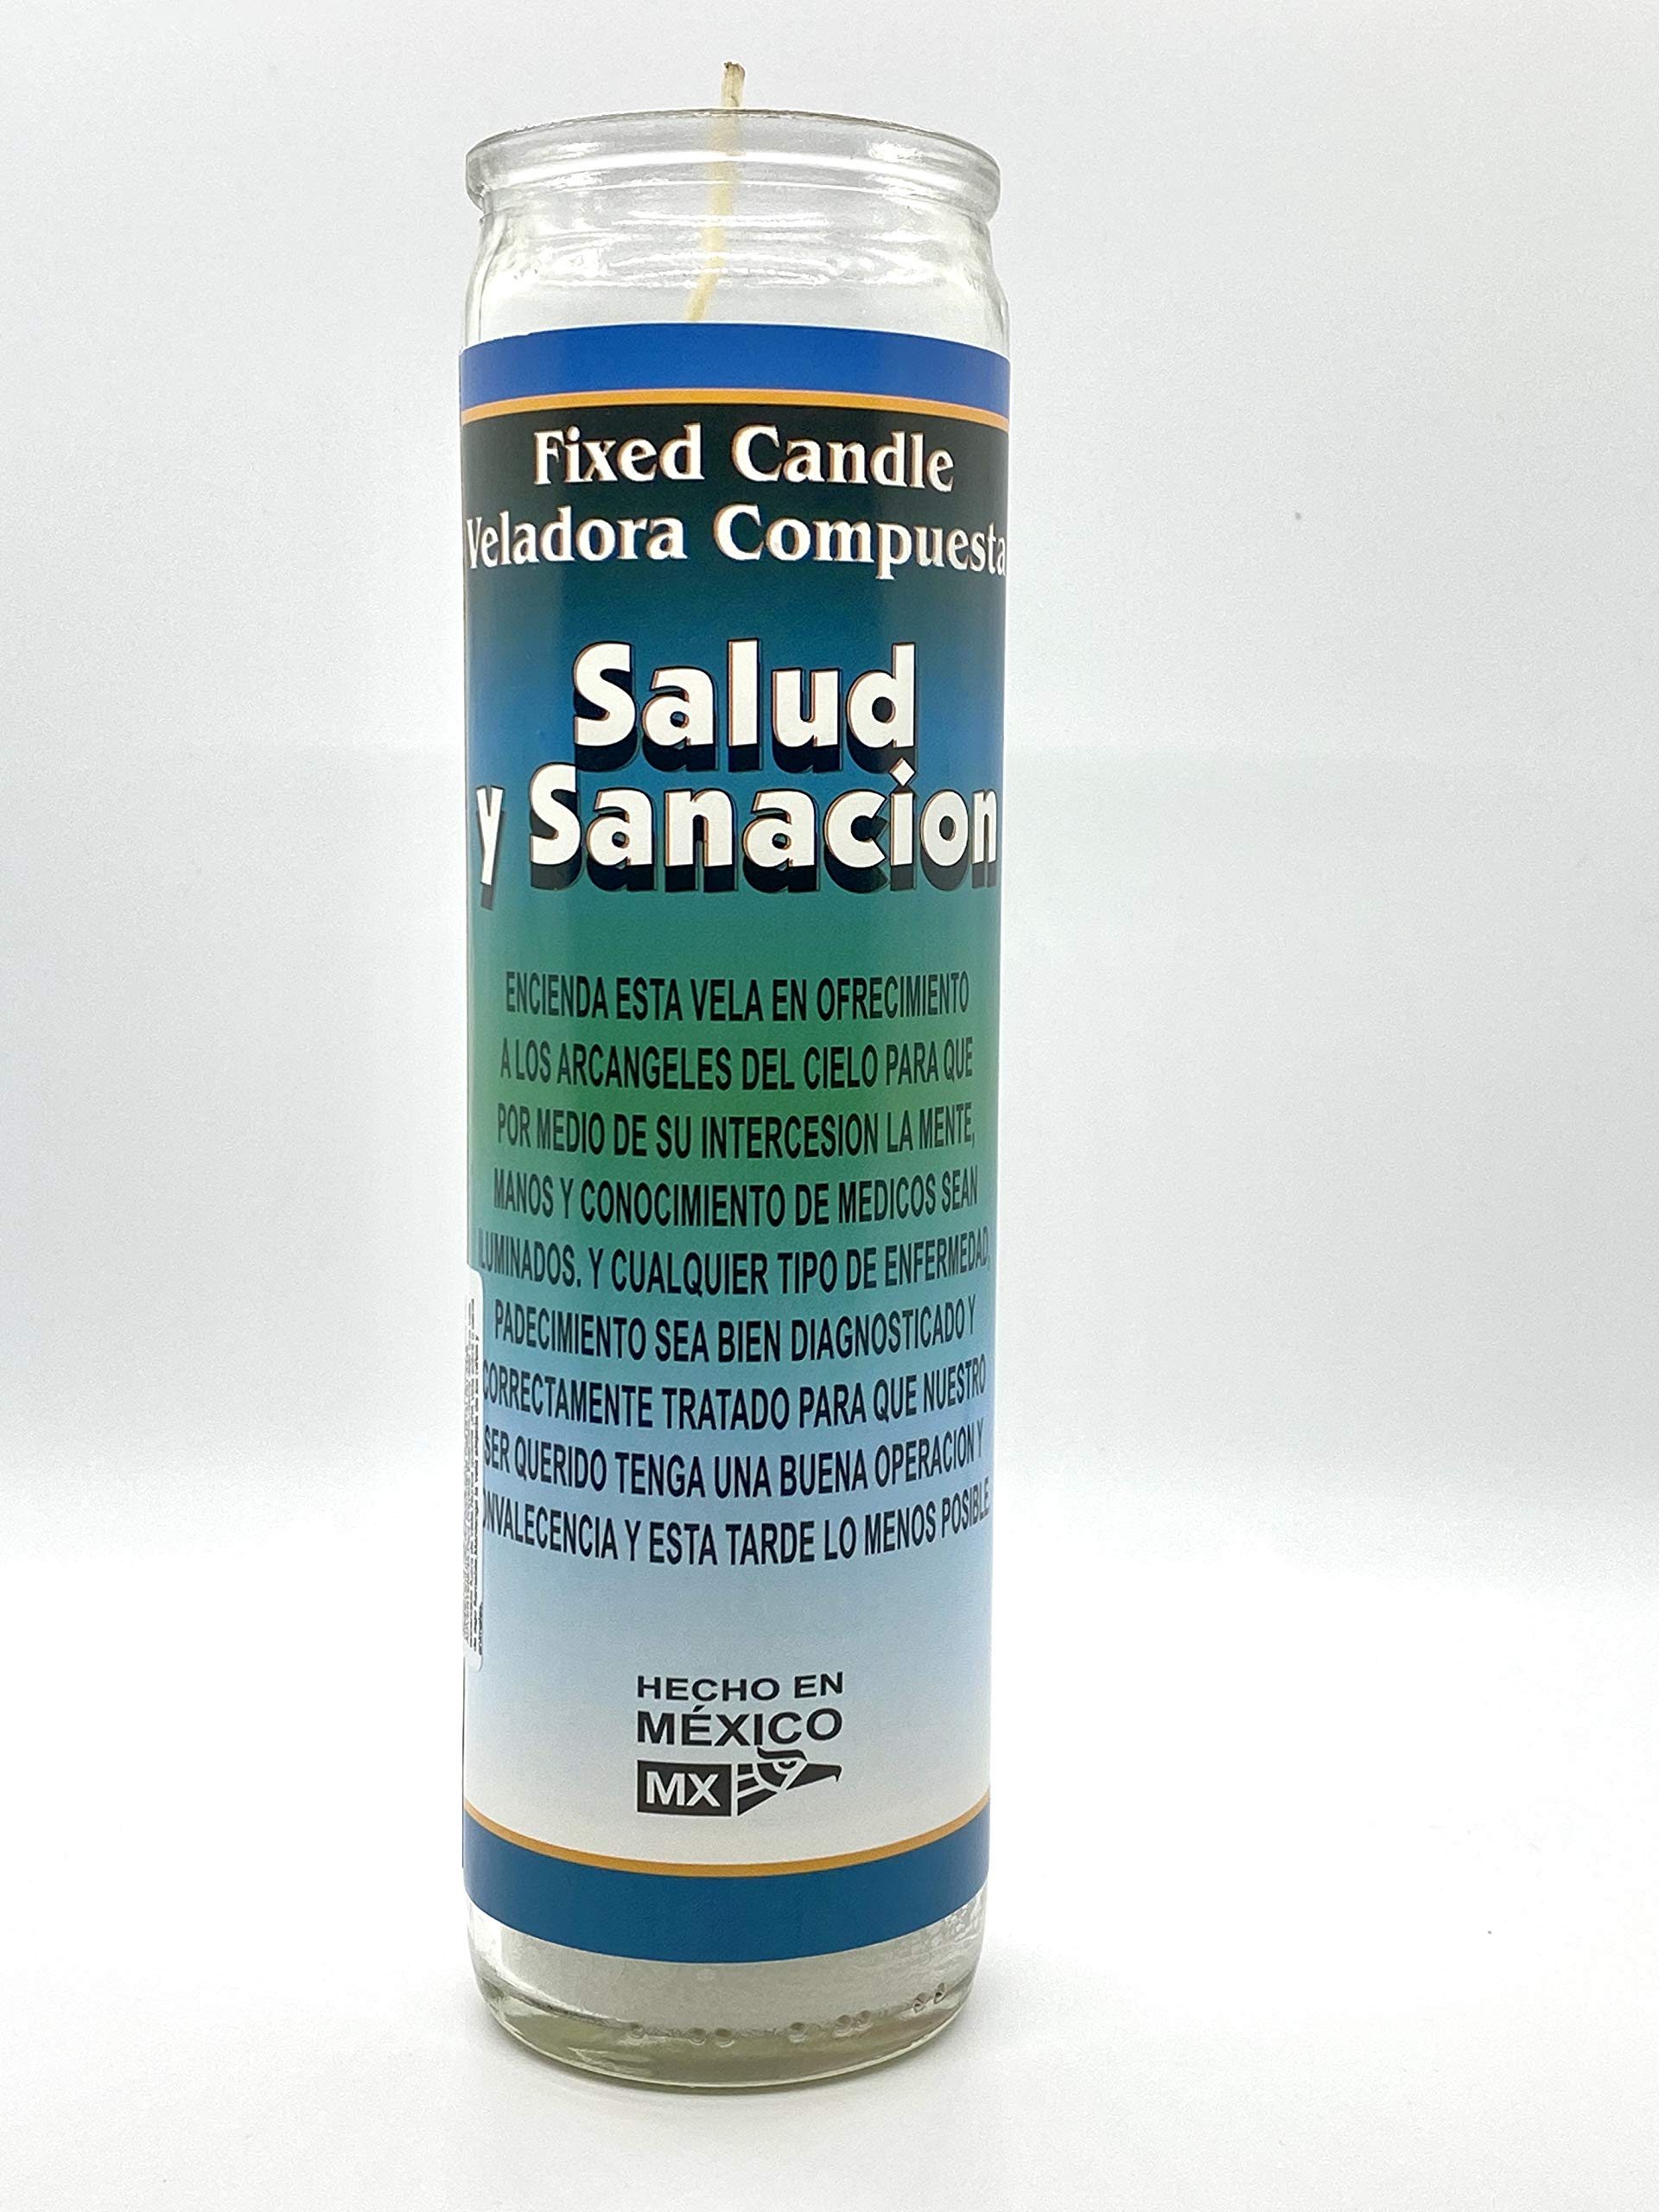 Fixed Candle
Veladora Compuesta
Salud
y Sanacion
ENCIENDA ESTA VELA EN OFRECIMIENTO
A LOS ARCANGELES DEL CIELO PARA QUE
POR MEDIO DE SU INTERCESION LA MENTE,
MANOS Y CONOCIMIENTO DE MEDICOS SEAN
ILUMINADOS. Y CUALQUIER TIPO DE ENFERMEDAD,
PADECIMIENTO SEA BIEN DIAGNOSTICADO Y
CORRECTAMENTE TRATADO PARA QUE NUESTRO
SER QUERIDO TENGA UNA BUENA OPERACION Y
NVALECENCIA Y ESTA TARDE LO MENOS POSIBLE.
HECHO EN
MÉXICO
MX